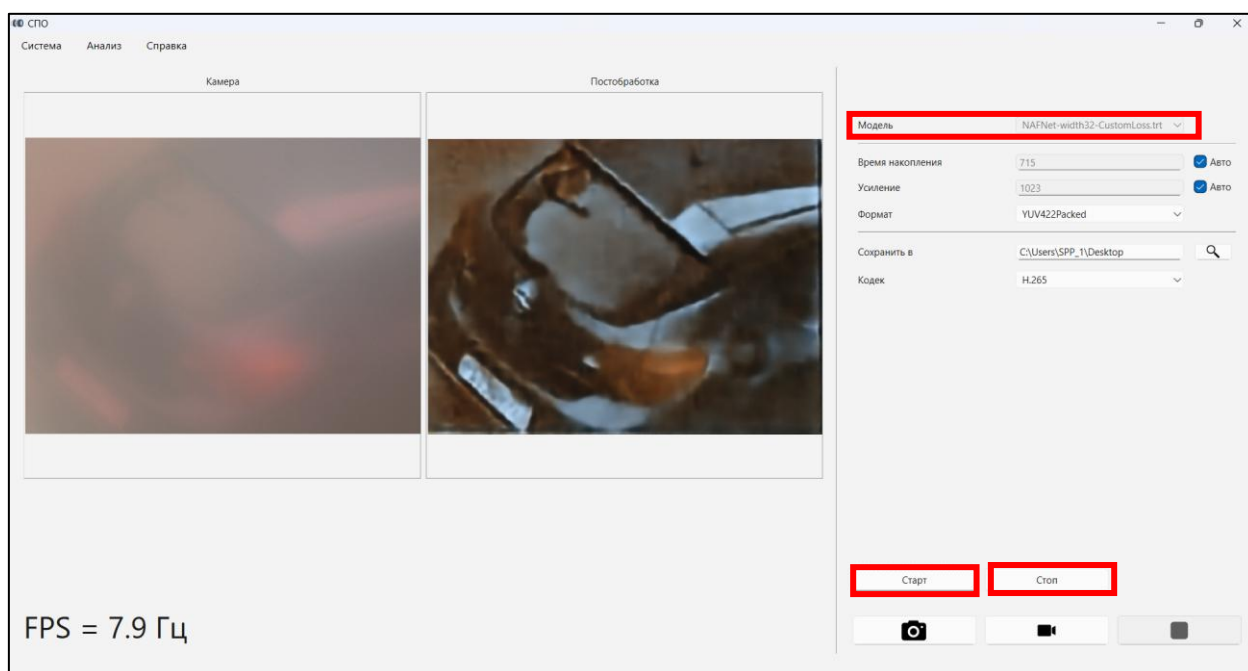 СПО
Система Анализ Справка
Камера Постобработка
Модель NAFNet-width32-CustomLoss.trt
Время накопления 715 Авто
Усиление 1023 Авто
Формат YUV422Packed
Сохранить в C:\Users\SPP_1\Desktop
Кодек H.265
Старт Стоп
FPS = 7.9 Гц